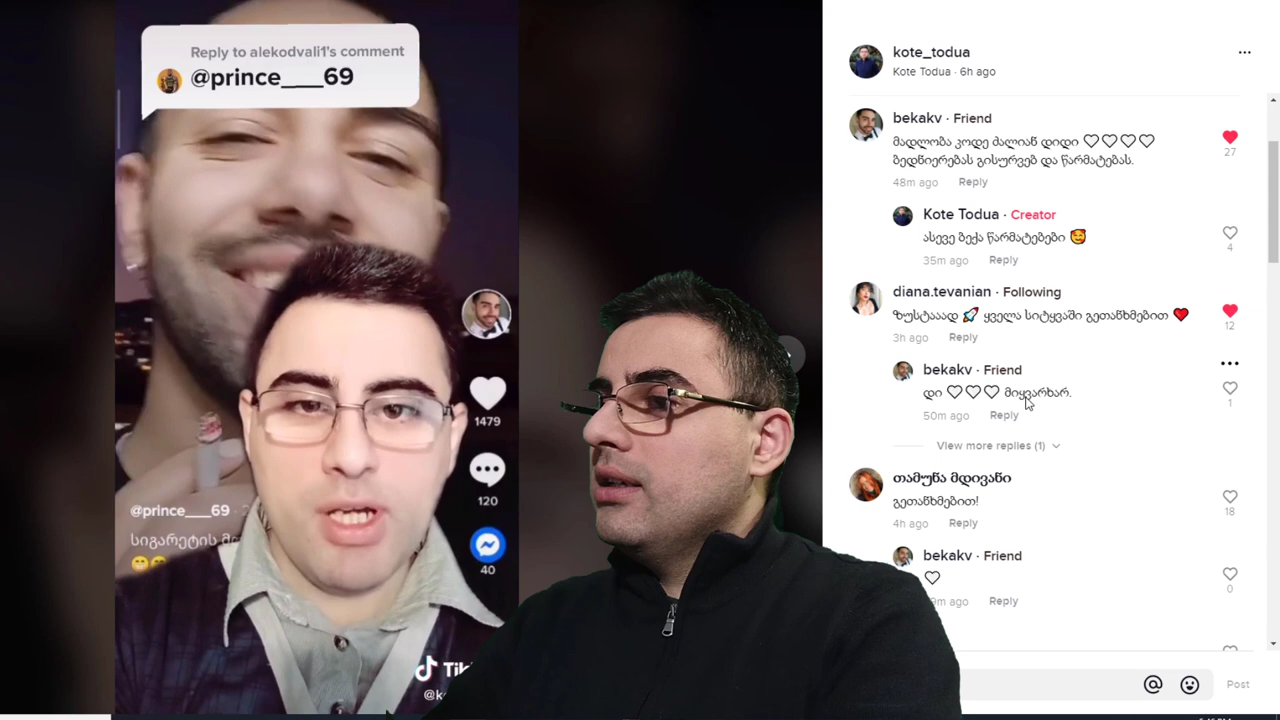 Reply to alekodvali1's comment
@prince___69
1479
120
40
@prince___69
სიგარეტის
kote_todua
Kote Todua · 6h ago
bekakv · Friend
მადლობა კოდე ძალიან დიდი ♡♡♡♡
ბედნიერებას გისურვებ და წარმატებას.
27
48m ago Reply
Kote Todua · Creator
ასევე ბექა წარმატებები 🥰
4
35m ago Reply
diana.tevanian · Following
ზუსტააად 🚀 ყველა სიტყვაში გეთანხმებით ❤️
12
3h ago Reply
bekakv · Friend
დი ♡♡♡ მიყვარხარ.
1
50m ago Reply
View more replies (1)
თამუნა მდივანი
გეთანხმებით!
18
4h ago Reply
bekakv · Friend
♡
0
m ago Reply
Post